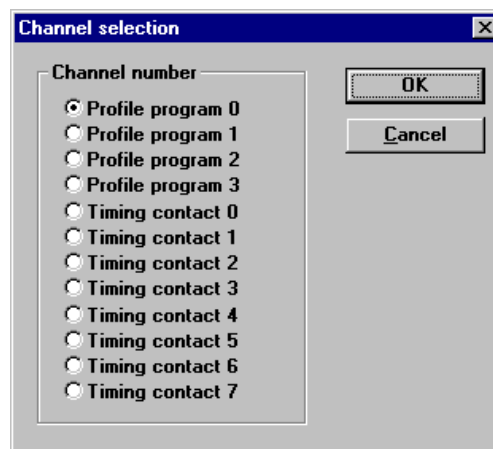 Channel selection
Channel number
Profile program 0
Profile program 1
Profile program 2
Profile program 3
Timing contact 0
Timing contact 1
Timing contact 2
Timing contact 3
Timing contact 4
Timing contact 5
Timing contact 6
Timing contact 7
OK
Cancel